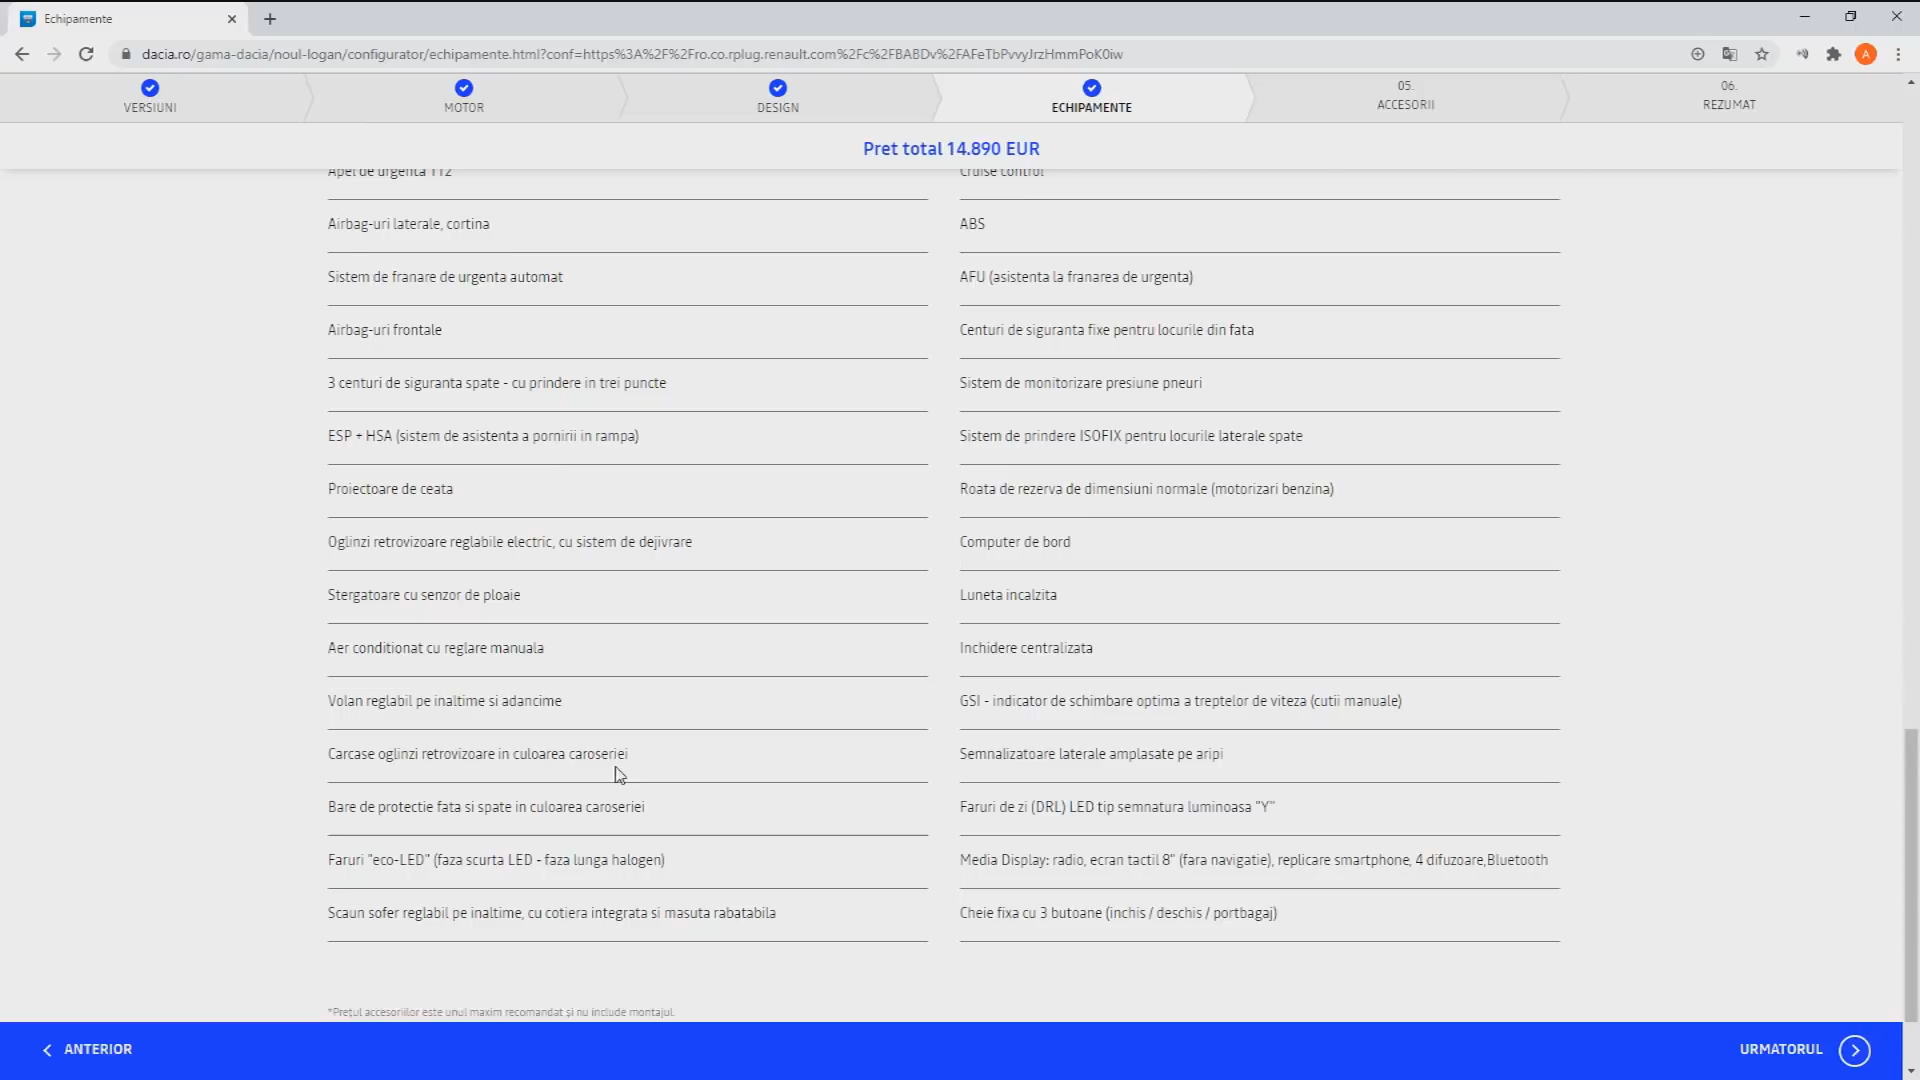 Echipamente
dacia.ro/gama-dacia/noul-logan/configurator/echipamente.html?conf=https%3A%2F%2Fro.co.rplug.renault.com%2Fc%2FBABDv%2FAFeTbPvvyJrzHmmPoK0iw
A
VERSIUNI
MOTOR
DESIGN
ECHIPAMENTE
05.
ACCESORII
06.
REZUMAT
Pret total 14.890 EUR
Apel de urgenta 112
Cruise control
Airbag-uri laterale, cortina
ABS
Sistem de franare de urgenta automat
AFU (asistenta la franarea de urgenta)
Airbag-uri frontale
Centuri de siguranta fixe pentru locurile din fata
3 centuri de siguranta spate - cu prindere in trei puncte
Sistem de monitorizare presiune pneuri
ESP + HSA (sistem de asistenta a pornirii in rampa)
Sistem de prindere ISOFIX pentru locurile laterale spate
Proiectoare de ceata
Roata de rezerva de dimensiuni normale (motorizari benzina)
Oglinzi retrovizoare reglabile electric, cu sistem de dejivrare
Computer de bord
Stergatoare cu senzor de ploaie
Luneta incalzita
Aer conditionat cu reglare manuala
Inchidere centralizata
Volan reglabil pe inaltime si adancime
GSI - indicator de schimbare optima a treptelor de viteza (cutii manuale)
Carcase oglinzi retrovizoare in culoarea caroseriei
Semnalizatoare laterale amplasate pe aripi
Bare de protectie fata si spate in culoarea caroseriei
Faruri de zi (DRL) LED tip semnatura luminoasa "Y"
Faruri "eco-LED" (faza scurta LED - faza lunga halogen)
Media Display: radio, ecran tactil 8" (fara navigatie), replicare smartphone, 4 difuzoare,Bluetooth
Scaun sofer reglabil pe inaltime, cu cotiera integrata si masuta rabatabila
Cheie fixa cu 3 butoane (inchis / deschis / portbagaj)
*Prețul accesoriilor este unul maxim recomandat și nu include montajul.
ANTERIOR
URMATORUL